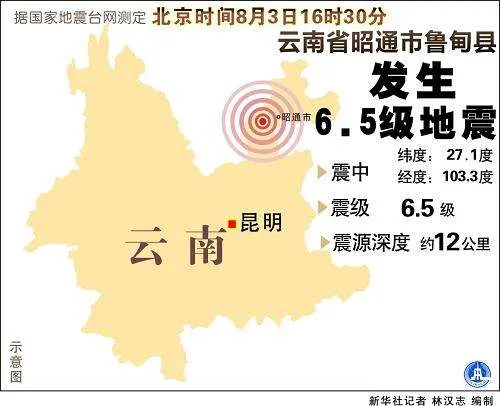 据国家地震台网测定 北京时间8月3日16时30分
云南省昭通市鲁甸县
发生
6.5级地震
昭通市
震中 纬度：27.1度
经度：103.3度
震级 6.5 级
震源深度 约12公里
昆明
云南
示意图
新华社记者 林汉志 编制